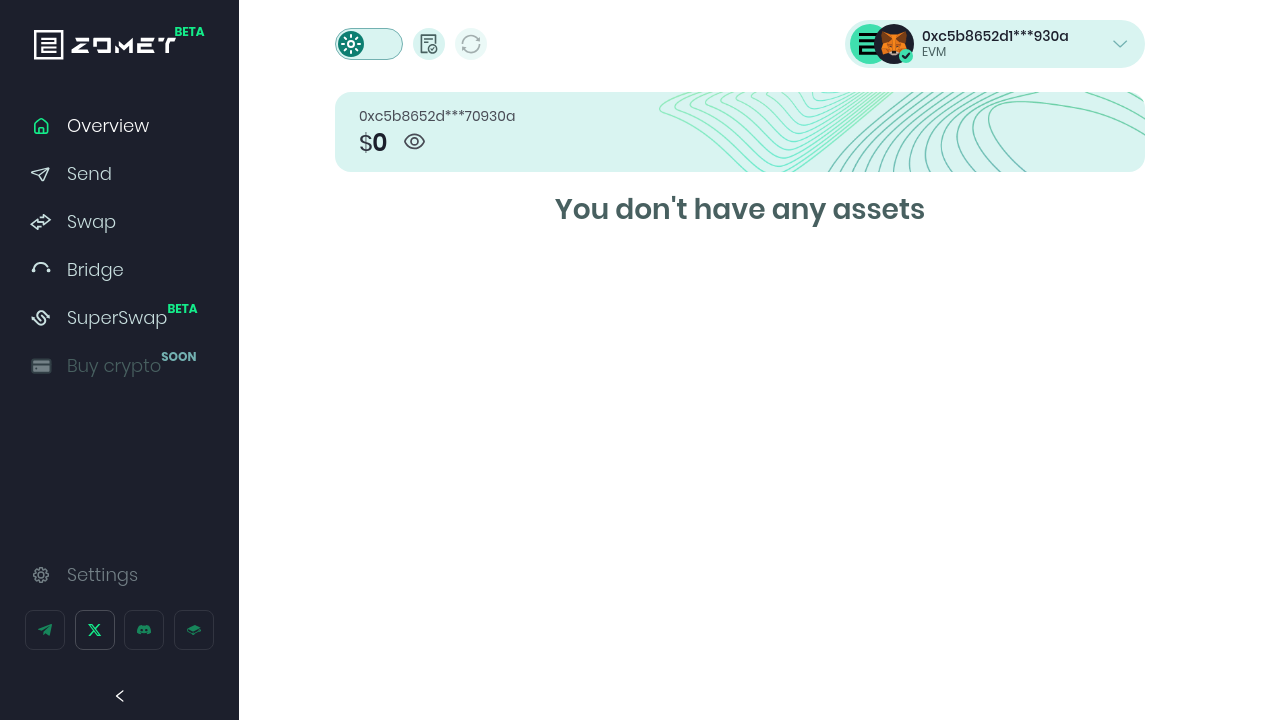 ZOMET BETA
Overview
Send
Swap
Bridge
SuperSwap BETA
Buy crypto SOON
Settings
0xc5b8652d1***930a
EVM
0xc5b8652d***70930a
$0
You don't have any assets